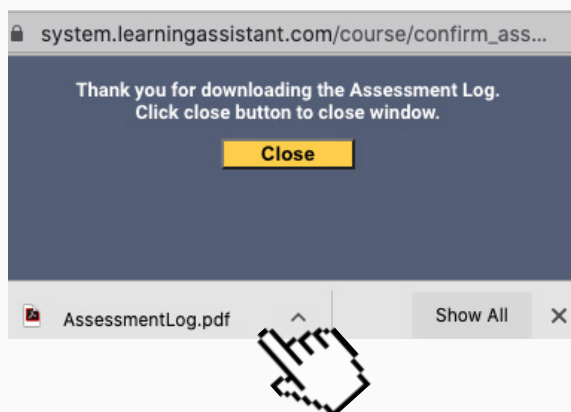 system.learningassistant.com/course/confirm_ass...
Thank you for downloading the Assessment Log.
Click close button to close window.
Close
AssessmentLog.pdf
Show All